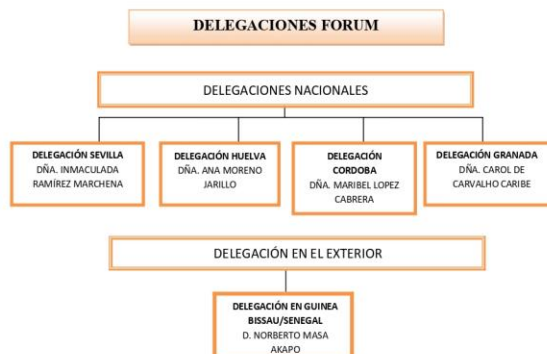 DELEGACIONES FORUM
DELEGACIONES NACIONALES
DELEGACIÓN SEVILLA
DÑA. INMACULADA
RAMÍREZ MARCHENA
DELEGACIÓN HUELVA
DÑA. ANA MORENO
JARILLO
DELEGACIÓN
CORDOBA
DÑA. MARIBEL LOPEZ
CABRERA
DELEGACIÓN GRANADA
DÑA. CAROL DE
CARVALHO CARIBE
DELEGACIÓN EN EL EXTERIOR
DELEGACIÓN EN GUINEA
BISSAU/SENEGAL
D. NORBERTO MASA
AKAPO